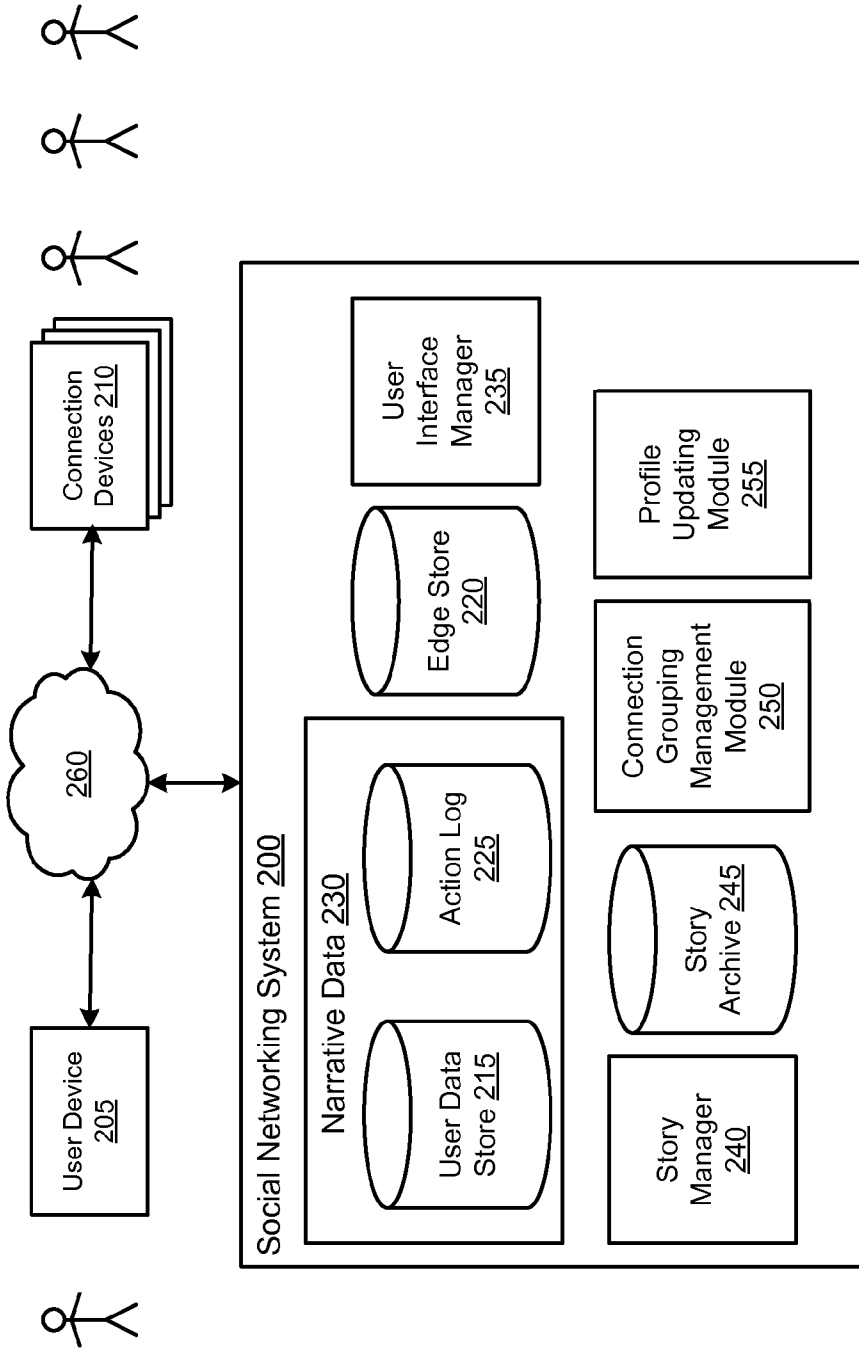 User Device
205
260
Connection
Devices 210
Social Networking System 200
Narrative Data 230
User Data
Store 215
Action Log
225
Edge Store
220
User
Interface
Manager
235
Story
Manager
240
Story
Archive 245
Connection
Grouping
Management
Module
250
Profile
Updating
Module
255